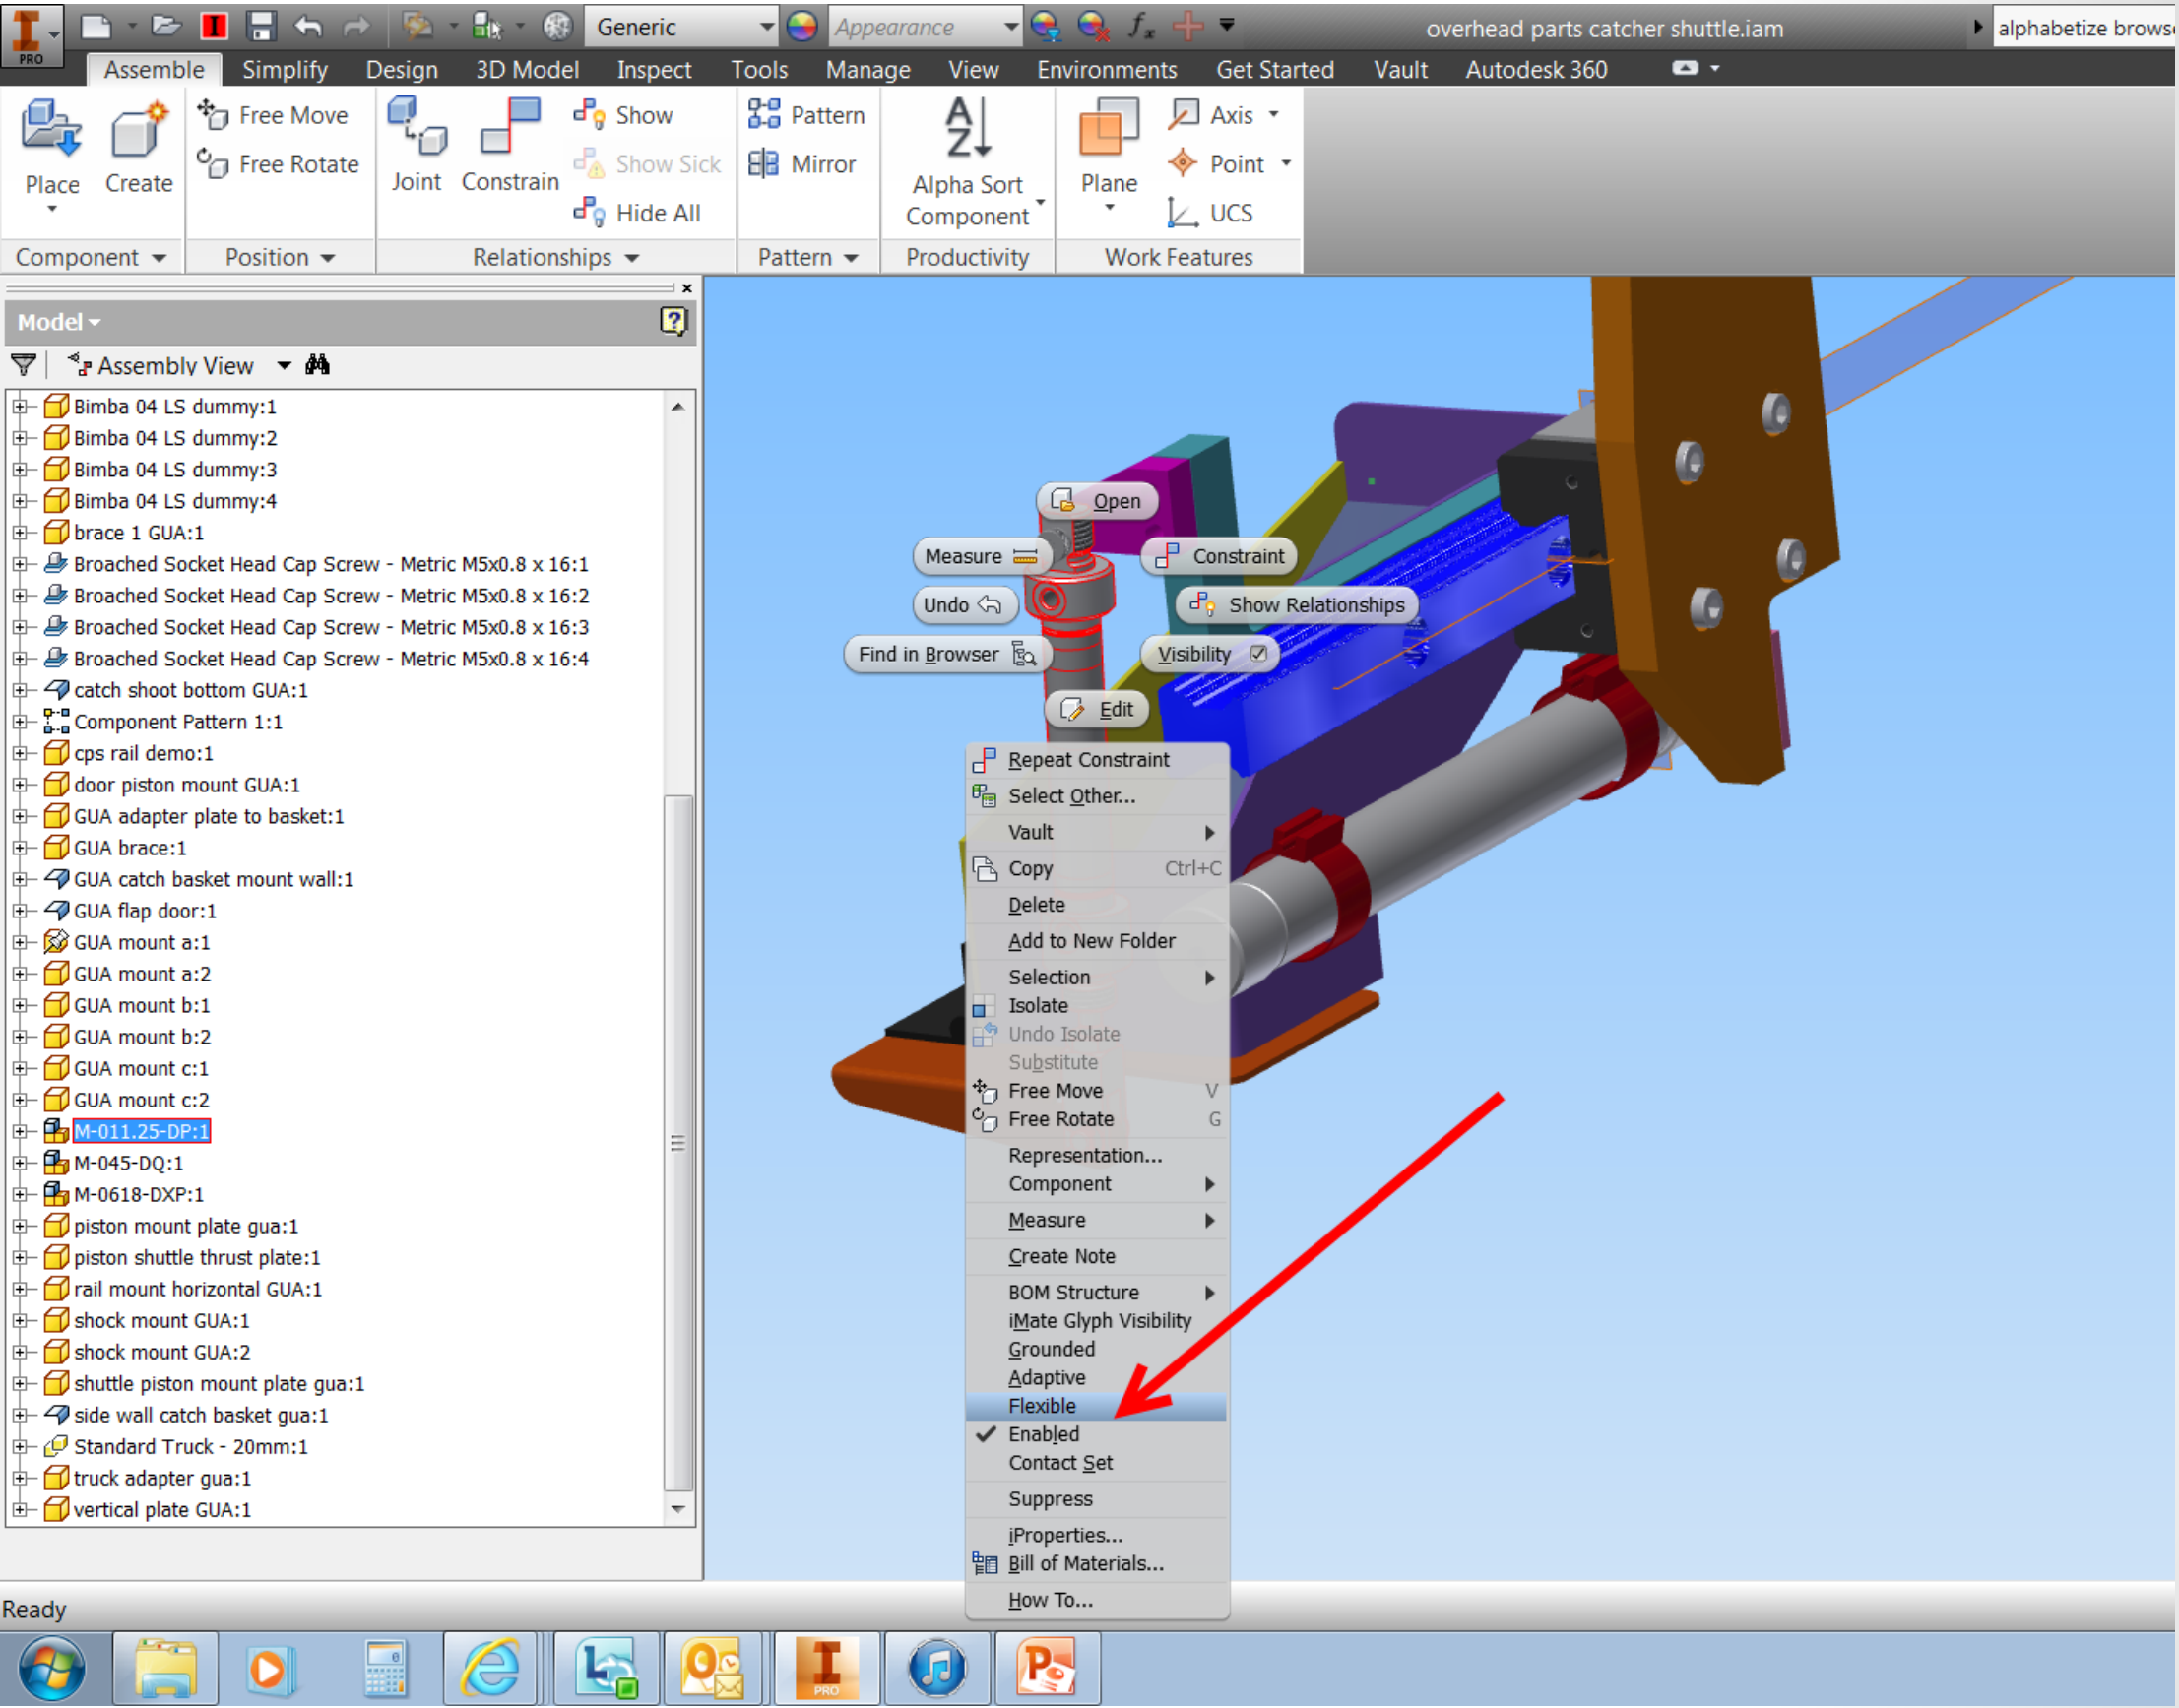 Generic
Appearance
overhead parts catcher shuttle.iam
alphabetize brows
PRO
Assemble Simplify Design 3D Model Inspect Tools Manage View Environments Get Started Vault Autodesk 360
Place
Create
Free Move
Free Rotate
Joint
Constrain
Show
Show Sick
Hide All
Pattern
Mirror
Alpha Sort
Component
Plane
Axis
Point
UCS
Component Position Relationships Pattern Productivity Work Features
Model
Assembly View
Bimba 04 LS dummy:1
Bimba 04 LS dummy:2
Bimba 04 LS dummy:3
Bimba 04 LS dummy:4
brace 1 GUA:1
Broached Socket Head Cap Screw - Metric M5x0.8 x 16:1
Broached Socket Head Cap Screw - Metric M5x0.8 x 16:2
Broached Socket Head Cap Screw - Metric M5x0.8 x 16:3
Broached Socket Head Cap Screw - Metric M5x0.8 x 16:4
catch shoot bottom GUA:1
Component Pattern 1:1
cps rail demo:1
door piston mount GUA:1
GUA adapter plate to basket:1
GUA brace:1
GUA catch basket mount wall:1
GUA flap door:1
GUA mount a:1
GUA mount a:2
GUA mount b:1
GUA mount b:2
GUA mount c:1
GUA mount c:2
M-011.25-DP:1
M-045-DQ:1
M-0618-DXP:1
piston mount plate gua:1
piston shuttle thrust plate:1
rail mount horizontal GUA:1
shock mount GUA:1
shock mount GUA:2
shuttle piston mount plate gua:1
side wall catch basket gua:1
Standard Truck - 20mm:1
truck adapter gua:1
vertical plate GUA:1
Open
Measure
Constraint
Undo
Show Relationships
Find in Browser
Visibility
Edit
Repeat Constraint
Select Other...
Vault
Copy Ctrl+C
Delete
Add to New Folder
Selection
Isolate
Undo Isolate
Substitute
Free Move V
Free Rotate G
Representation...
Component
Measure
Create Note
BOM Structure
iMate Glyph Visibility
Grounded
Adaptive
Flexible
Enabled
Contact Set
Suppress
iProperties...
Bill of Materials...
How To...
Ready
PRO